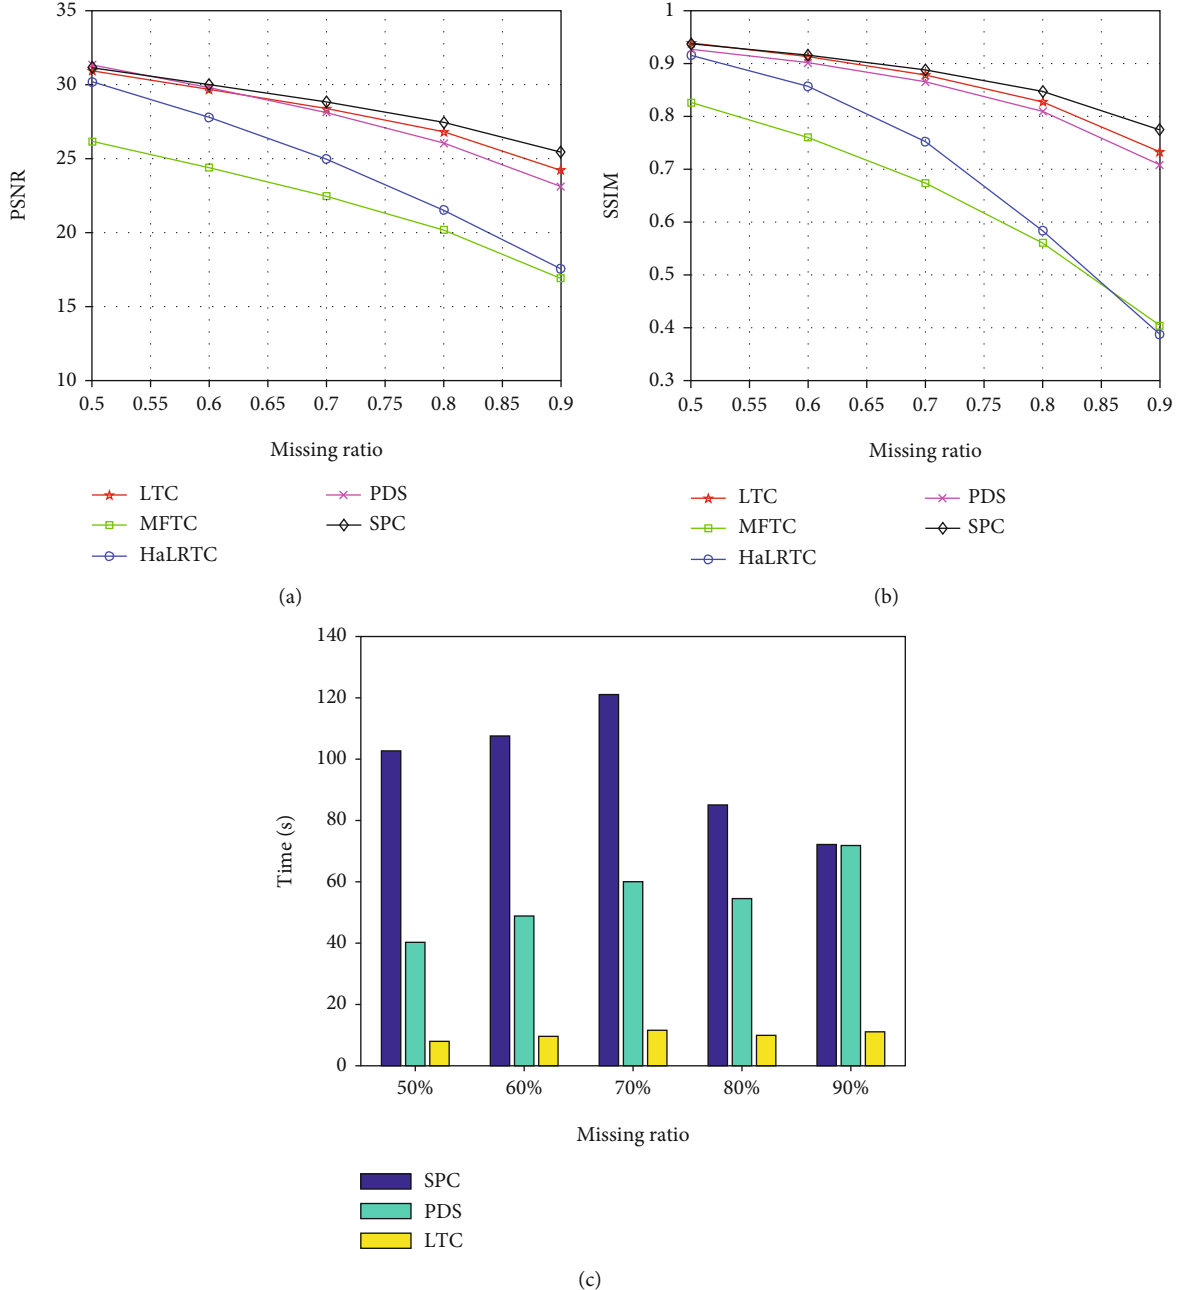 35
30
25
20
15
10
PSNR
0.5 0.55 0.6 0.65 0.7 0.75 0.8 0.85 0.9
Missing ratio
LTC
MFTC
HaLRTC
PDS
SPC
(a)
1
0.9
0.8
0.7
0.6
0.5
0.4
0.3
SSIM
0.5 0.55 0.6 0.65 0.7 0.75 0.8 0.85 0.9
Missing ratio
LTC
MFTC
HaLRTC
PDS
SPC
(b)
140
120
100
80
60
40
20
0
Time (s)
50% 60% 70% 80% 90%
Missing ratio
SPC
PDS
LTC
(c)